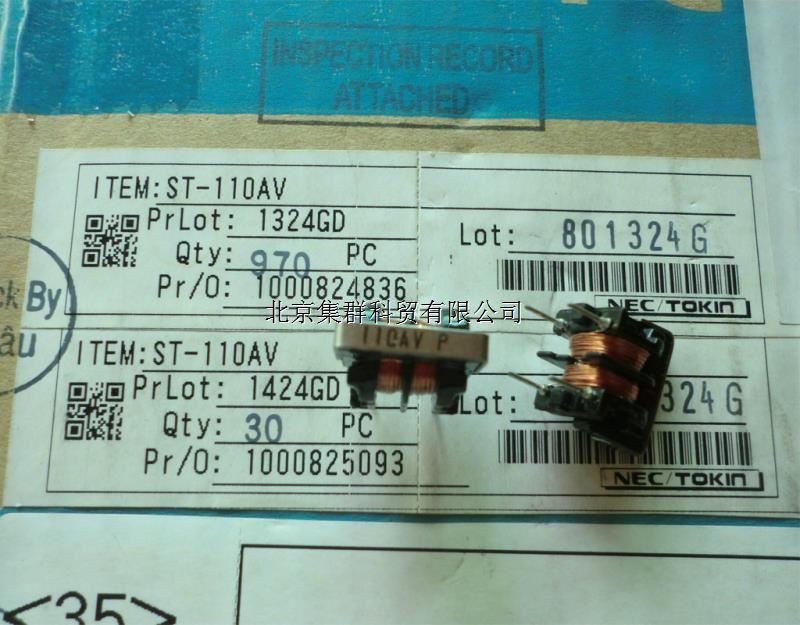 INSPECTION RECORD
ATTACHED
ITEM:ST-110AV
PrLot: 1324GD
Qty: 970 PC
Pr/O: 1000824836
Lot: 801324G
NEC/TOKIN
By
âu
北京集群科贸有限公司
110AV P
ITEM:ST-110AV
PrLot: 1424GD
Qty: 30 PC
Pr/O: 1000825093
Lot: 324G
NEC/TOKIN
<35>